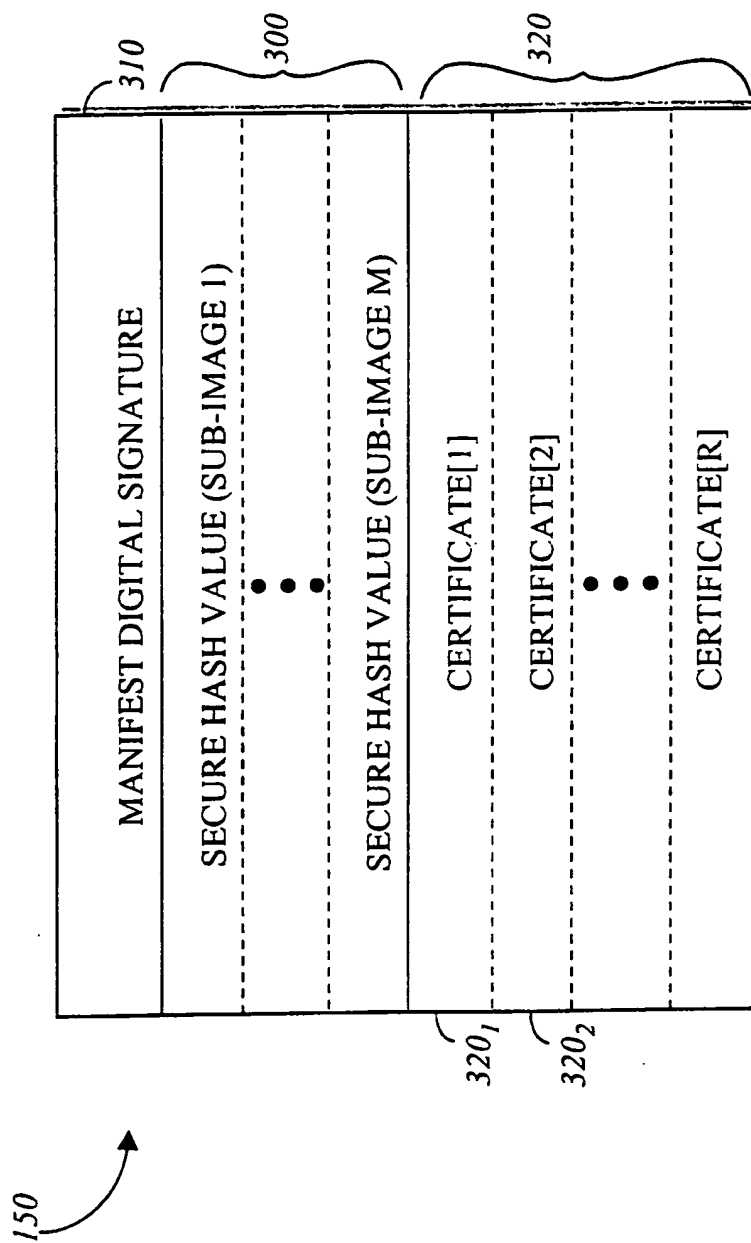 150
310
MANIFEST DIGITAL SIGNATURE
SECURE HASH VALUE (SUB-IMAGE 1)
300
SECURE HASH VALUE (SUB-IMAGE M)
320₁
CERTIFICATE[1]
320
320₂
CERTIFICATE[2]
CERTIFICATE[R]